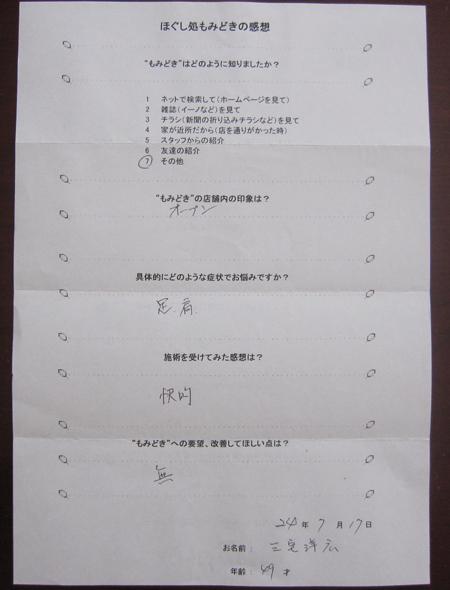 ほぐし処もみどきの感想
"もみどき"はどのように知りましたか?
1 ネットで検索して(ホームページを見て)
2 雑誌(イーノなど)を見て
3 チラシ(新聞の折り込みチラシなど)を見て
4 家が近所だから(店を通りがかった時)
5 スタッフからの紹介
6 友達の紹介
7 その他
"もみどき"の店舗内の印象は?
オープン
具体的にどのような症状でお悩みですか?
足.肩.
施術を受けてみた感想は?
快的
"もみどき"への要望、改善してほしい点は?
無
24年 7月17日
お名前: 三宅洋広
年齢: 49才